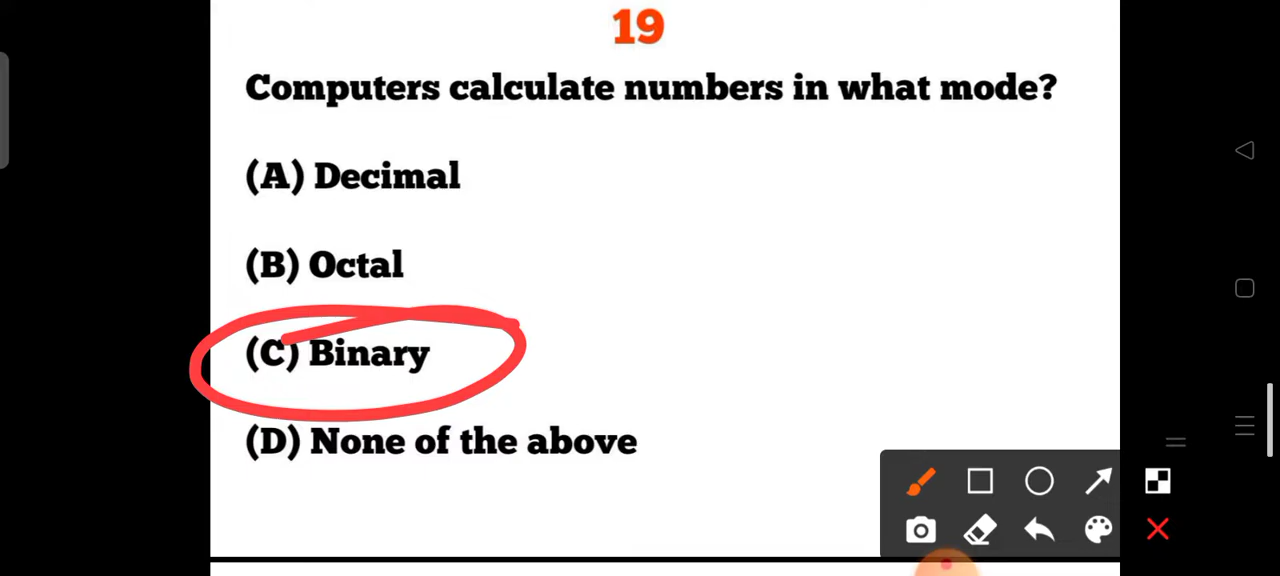 19
Computers calculate numbers in what mode?
(A) Decimal
(B) Octal
(C) Binary
(D) None of the above